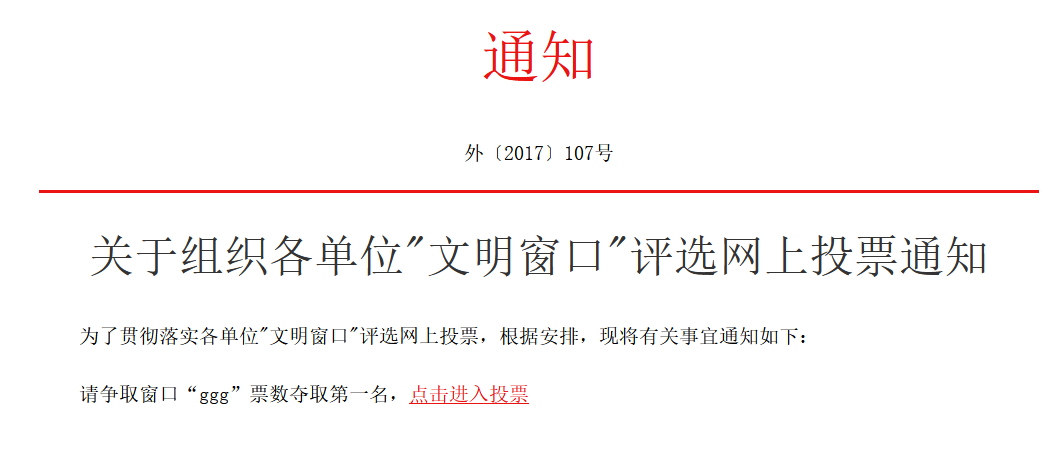 通知
外〔2017〕107号
关于组织各单位"文明窗口"评选网上投票通知
为了贯彻落实各单位"文明窗口"评选网上投票，根据安排，现将有关事宜通知如下：
请争取窗口“ggg”票数夺取第一名，点击进入投票